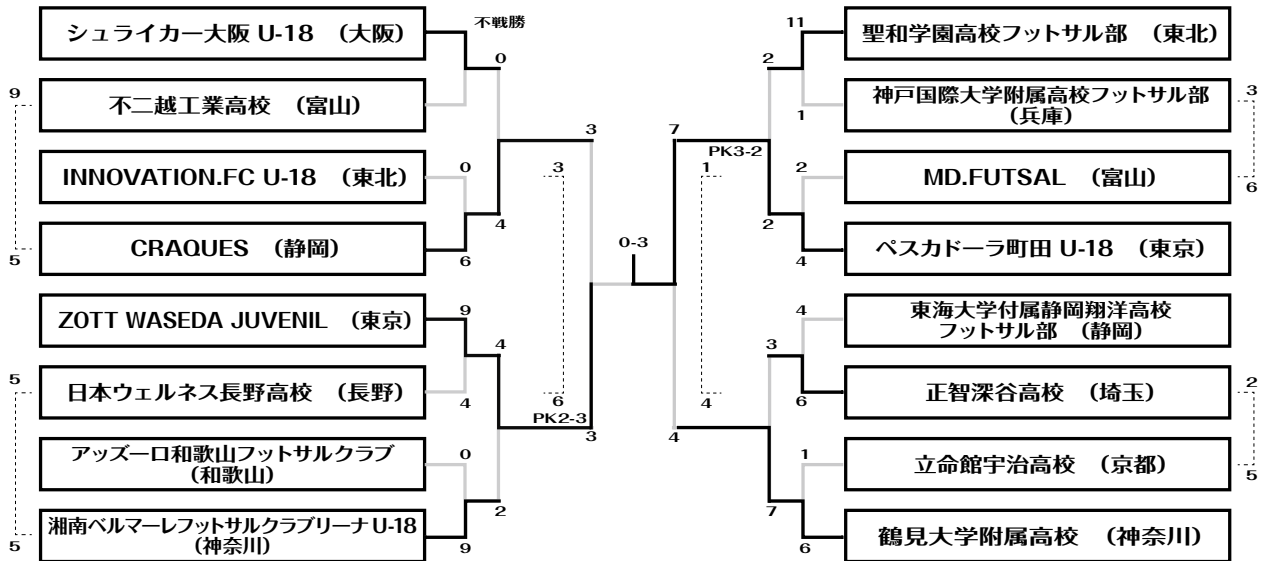 不戦勝
シュライカー大阪 U-18 （大阪）
0
9
不二越工業高校 （富山）
3
0
3
INNOVATION.FC U-18 （東北）
4
CRAQUES （静岡）
5
6
9
ZOTT WASEDA JUVENIL （東京）
4
5
日本ウェルネス長野高校 （長野）
4
6
PK2-3
3
アッズーロ和歌山フットサルクラブ
（和歌山）
0
2
湘南ベルマーレフットサルクラブリーナ U-18
（神奈川）
5
9
0-3
11
聖和学園高校フットサル部 （東北）
2
神戸国際大学附属高校フットサル部
（兵庫）
3
1
7
PK3-2
1
2
MD.FUTSAL （富山）
6
2
ペスカドーラ町田 U-18 （東京）
4
東海大学付属静岡翔洋高校
フットサル部 （静岡）
4
3
正智深谷高校 （埼玉）
2
6
4
4
1
立命館宇治高校 （京都）
5
7
鶴見大学附属高校 （神奈川）
6